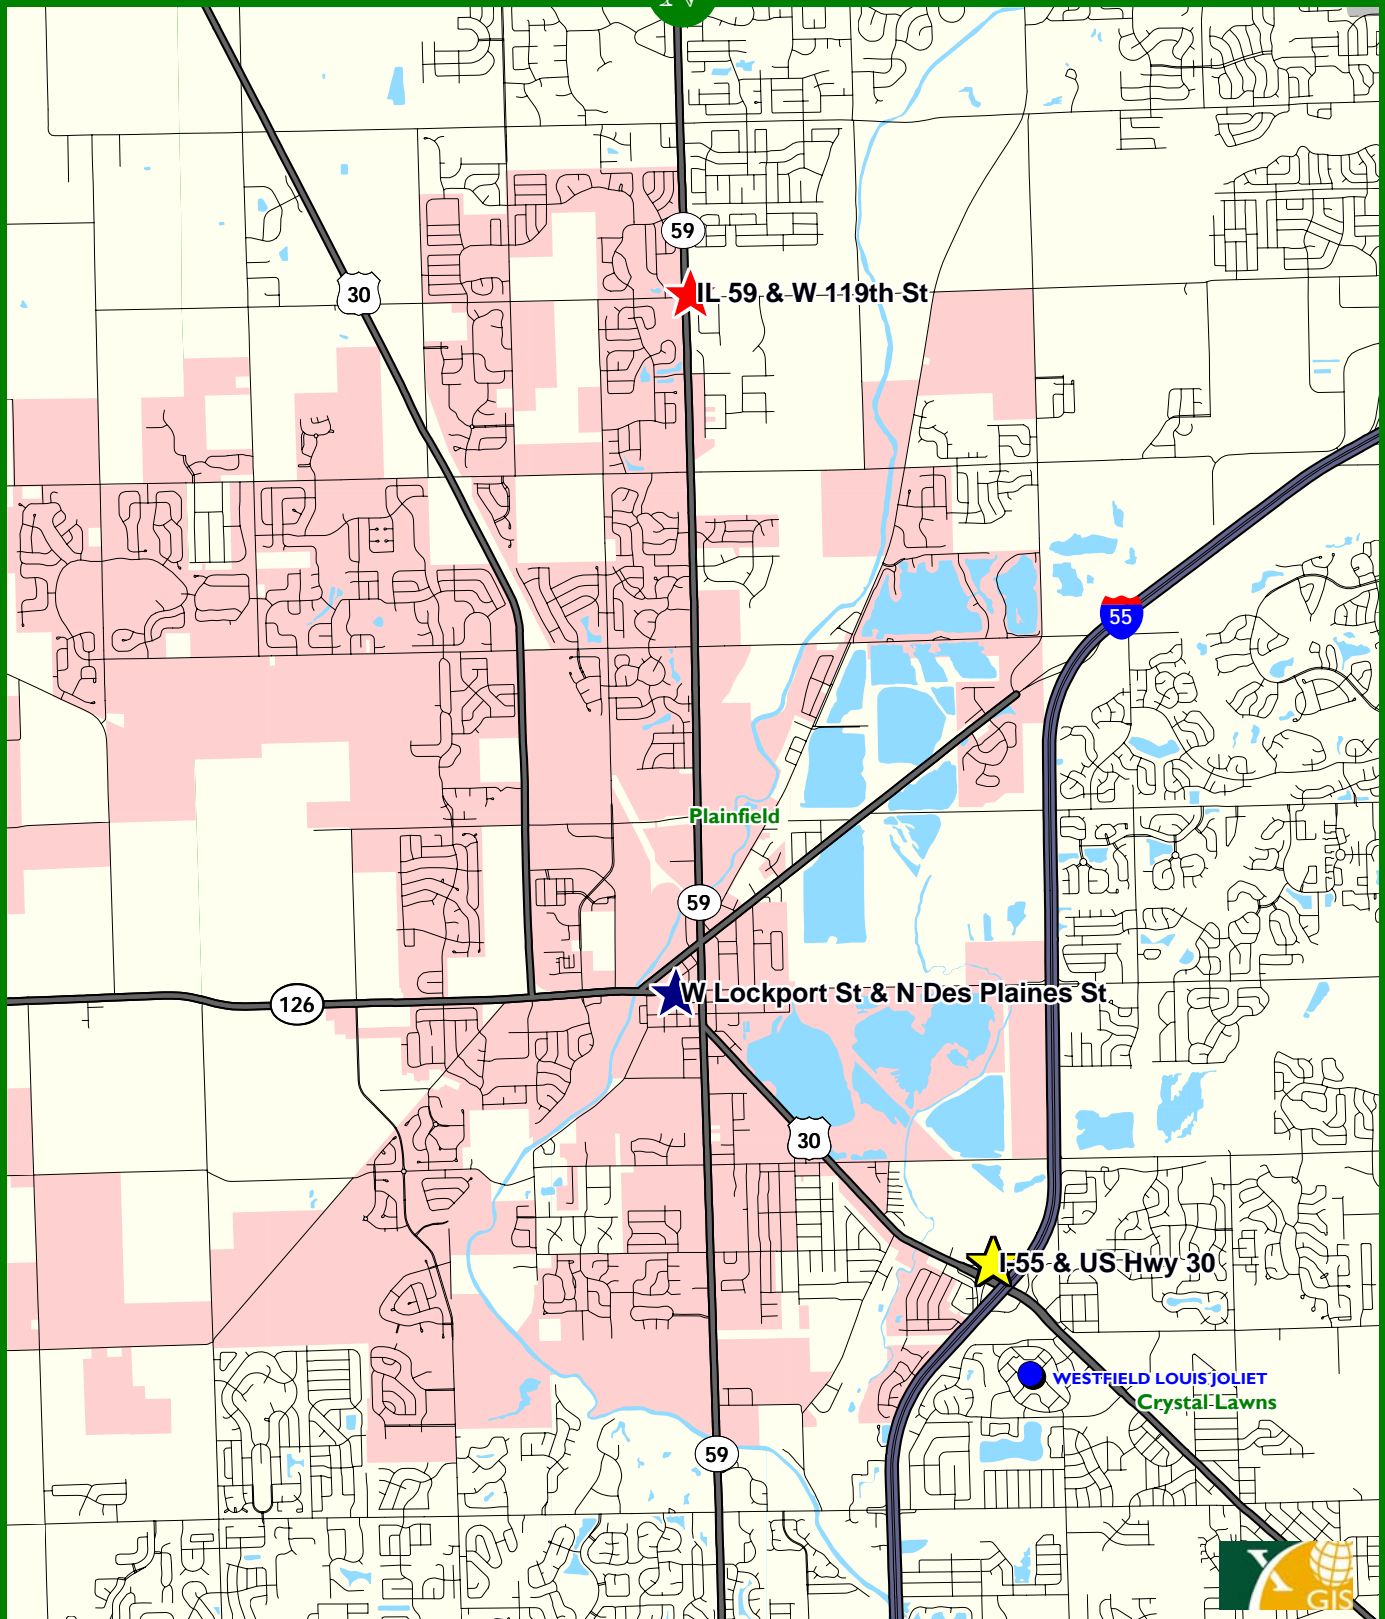 59
30
IL 59 & W 119th St
55
Plainfield
59
W Lockport St & N Des Plaines St
126
30
I-55 & US Hwy 30
WESTFIELD LOUIS JOLIET
Crystal Lawns
59
X
GIS